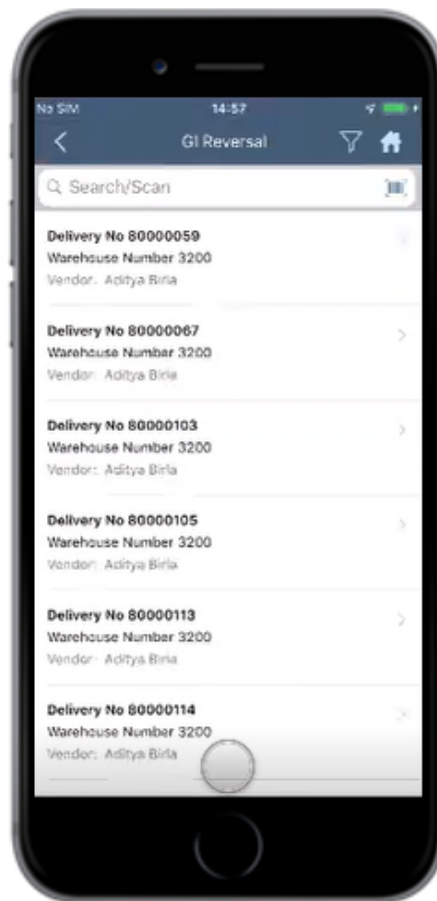 No SIM 14:57
GI Reversal
Search/Scan
Delivery No 80000059
Warehouse Number 3200
Vendor: Aditya Birla
Delivery No 80000067
Warehouse Number 3200
Vendor: Aditya Birla
Delivery No 80000103
Warehouse Number 3200
Vendor: Aditya Birla
Delivery No 80000105
Warehouse Number 3200
Vendor: Aditya Birla
Delivery No 80000113
Warehouse Number 3200
Vendor: Aditya Birla
Delivery No 80000114
Warehouse Number 3200
Vendor: Aditya Birla